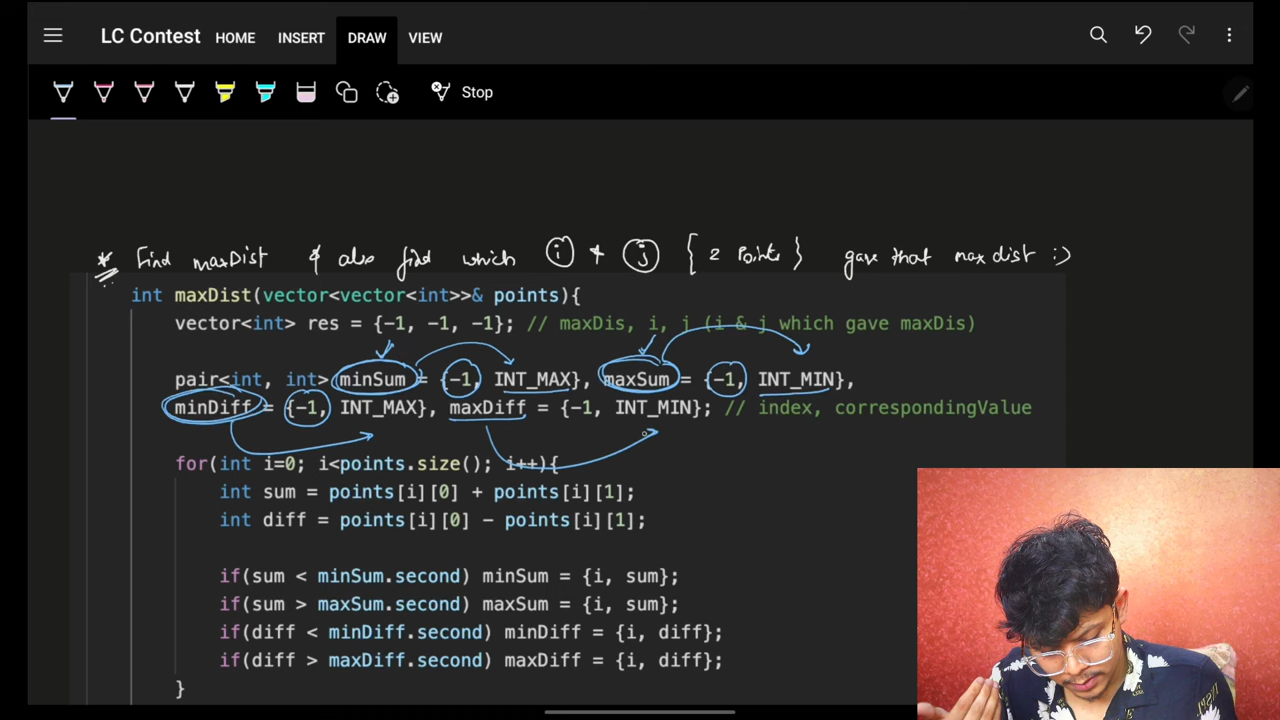 LC Contest HOME INSERT DRAW VIEW
Stop
* Find maxDist & also find which i & j { 2 Points } gave that max dist :)
int maxDist(vector<vector<int>>& points){
vector<int> res = {-1, -1, -1}; // maxDis, i, j (i & j which gave maxDis)
pair<int, int> minSum = {-1, INT_MAX}, maxSum = {-1, INT_MIN},
minDiff = {-1, INT_MAX}, maxDiff = {-1, INT_MIN}; // index, correspondingValue
for(int i=0; i<points.size(); i++){
int sum = points[i][0] + points[i][1];
int diff = points[i][0] - points[i][1];
if(sum < minSum.second) minSum = {i, sum};
if(sum > maxSum.second) maxSum = {i, sum};
if(diff < minDiff.second) minDiff = {i, diff};
if(diff > maxDiff.second) maxDiff = {i, diff};
}